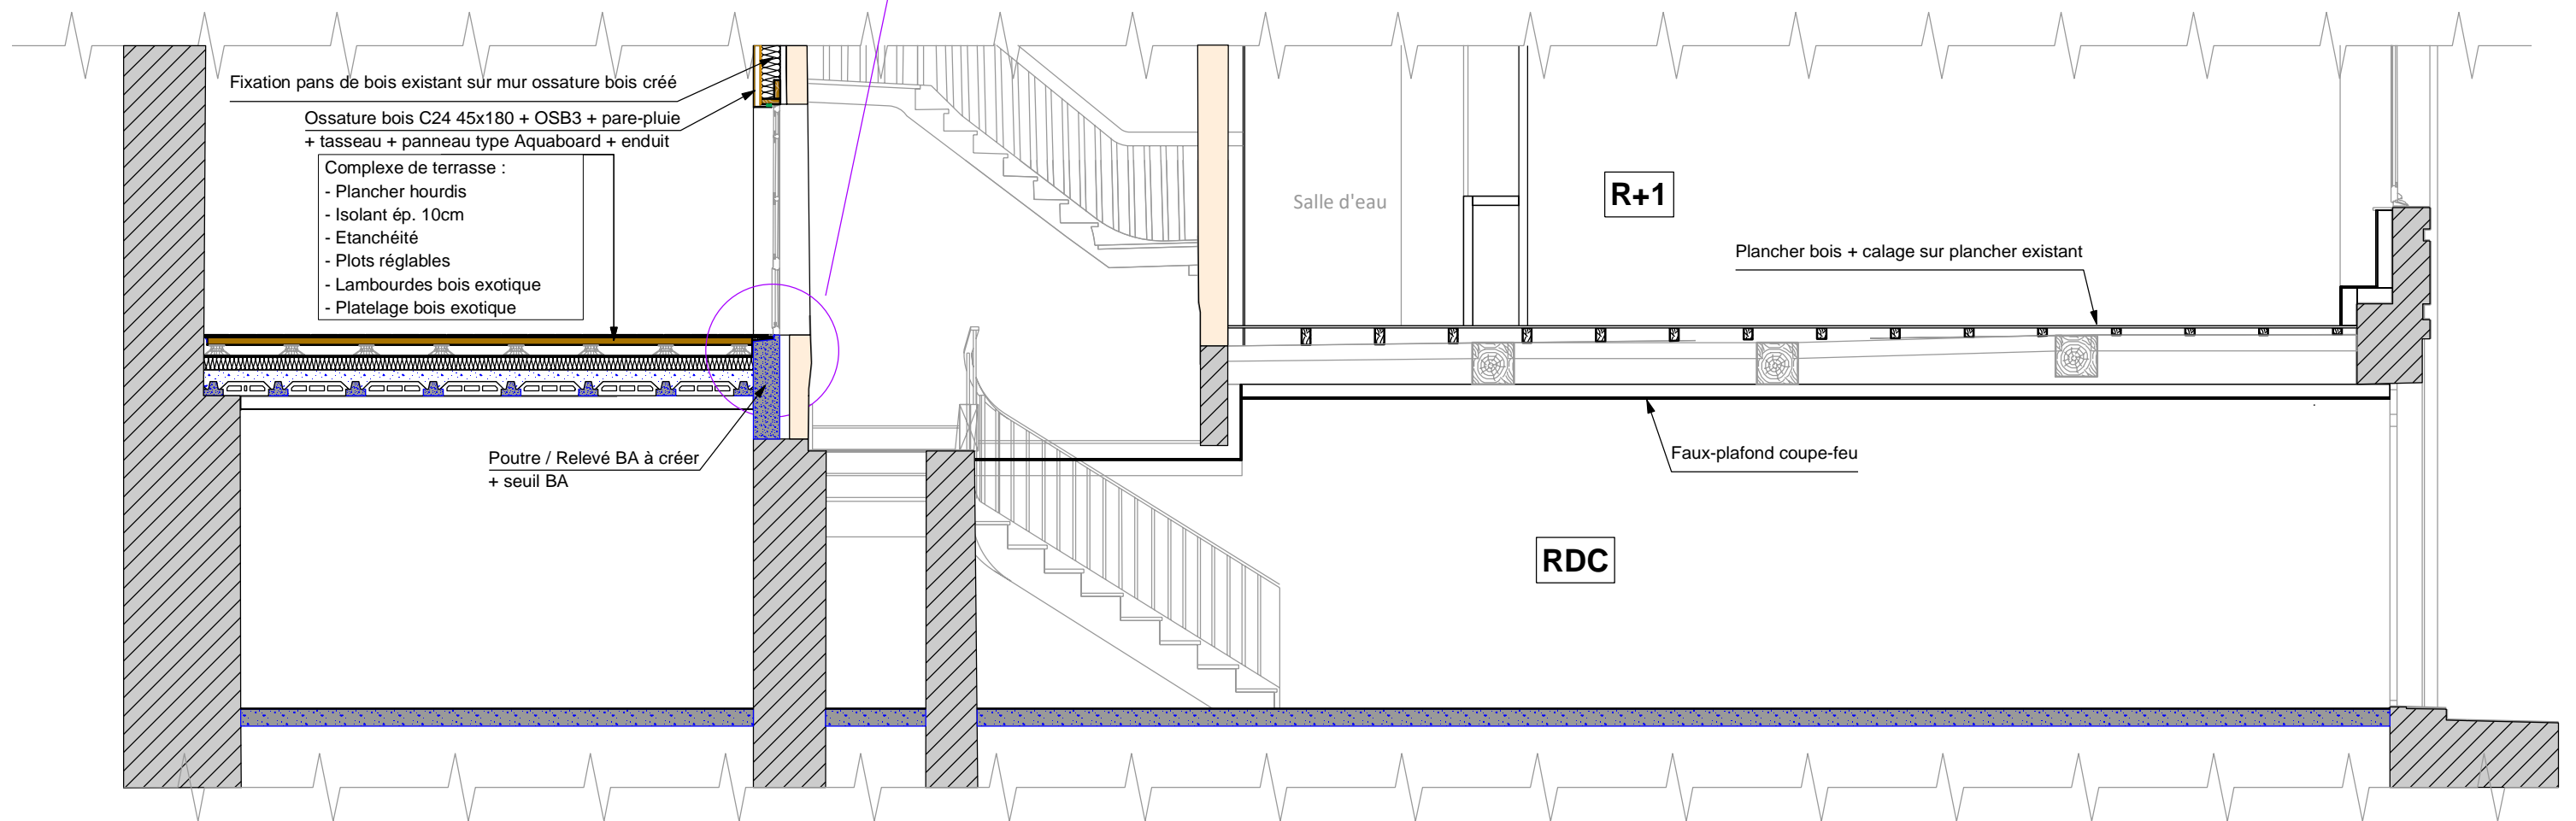 Fixation pans de bois existant sur mur ossature bois créé
Ossature bois C24 45x180 + OSB3 + pare-pluie
+ tasseau + panneau type Aquaboard + enduit
Complexe de terrasse :
- Plancher hourdis
- Isolant ép. 10cm
- Etanchéité
- Plots réglables
- Lambourdes bois exotique
- Platelage bois exotique
Salle d'eau
R+1
Plancher bois + calage sur plancher existant
Poutre / Relevé BA à créer
+ seuil BA
Faux-plafond coupe-feu
RDC